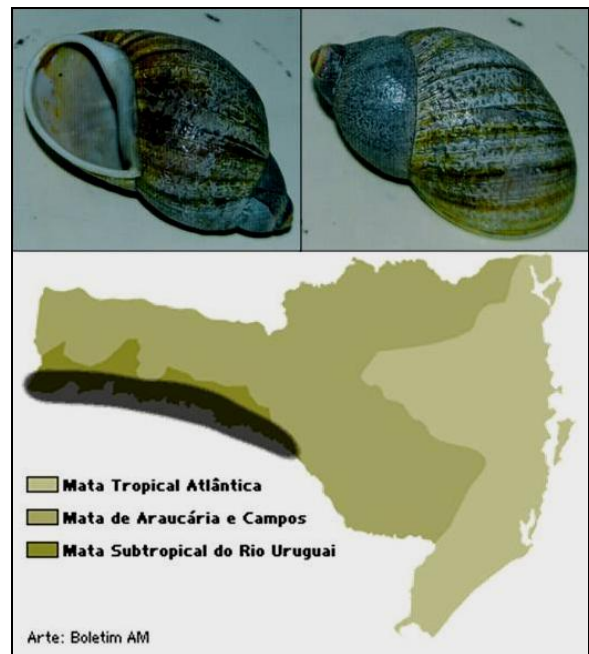 Mata Tropical Atlântica
Mata de Araucária e Campos
Mata Subtropical do Rio Uruguai
Arte: Boletim AM